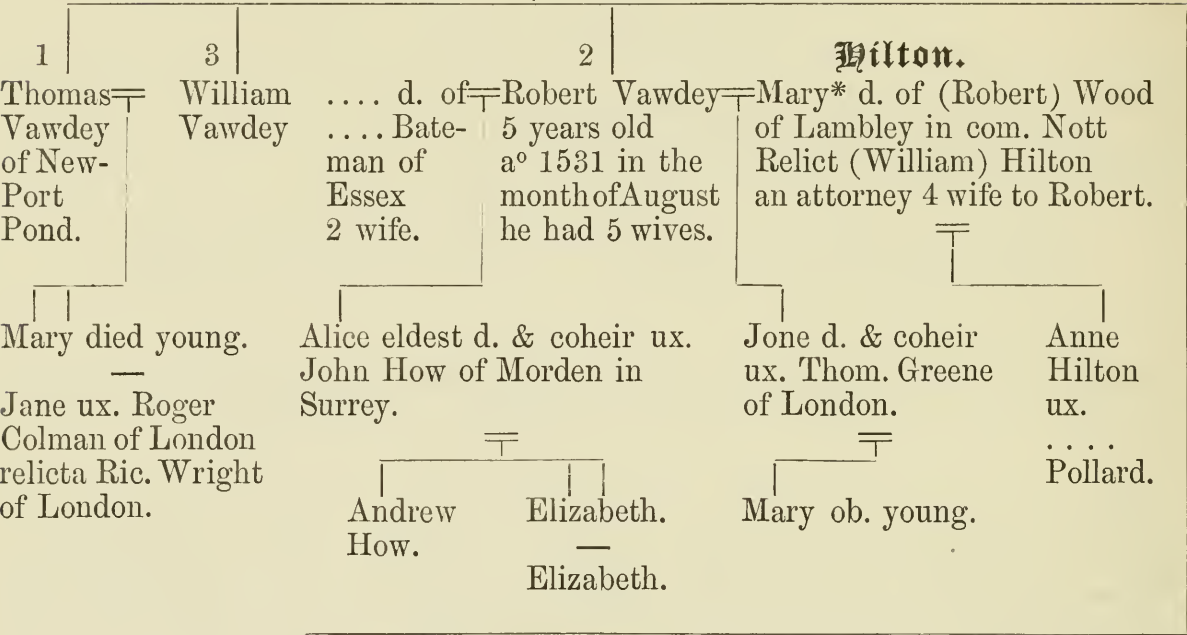 1
Thomas
Vawdey
of New-
Port
Pond.
3
William
Vawdey
.... d. of
.... Bate-
man of
Essex
2 wife.
2
Robert Vawdey
5 years old
aº 1531 in the
month of August
he had 5 wives.
Hilton.
Mary* d. of (Robert) Wood
of Lambley in com. Nott
Relict (William) Hilton
an attorney 4 wife to Robert.
Mary died young.
—
Jane ux. Roger
Colman of London
relicta Ric. Wright
of London.
Alice eldest d. & coheir ux.
John How of Morden in
Surrey.
Andrew
How.
Elizabeth.
—
Elizabeth.
Jone d. & coheir
ux. Thom. Greene
of London.
Mary ob. young.
Anne
Hilton
ux.
....
Pollard.